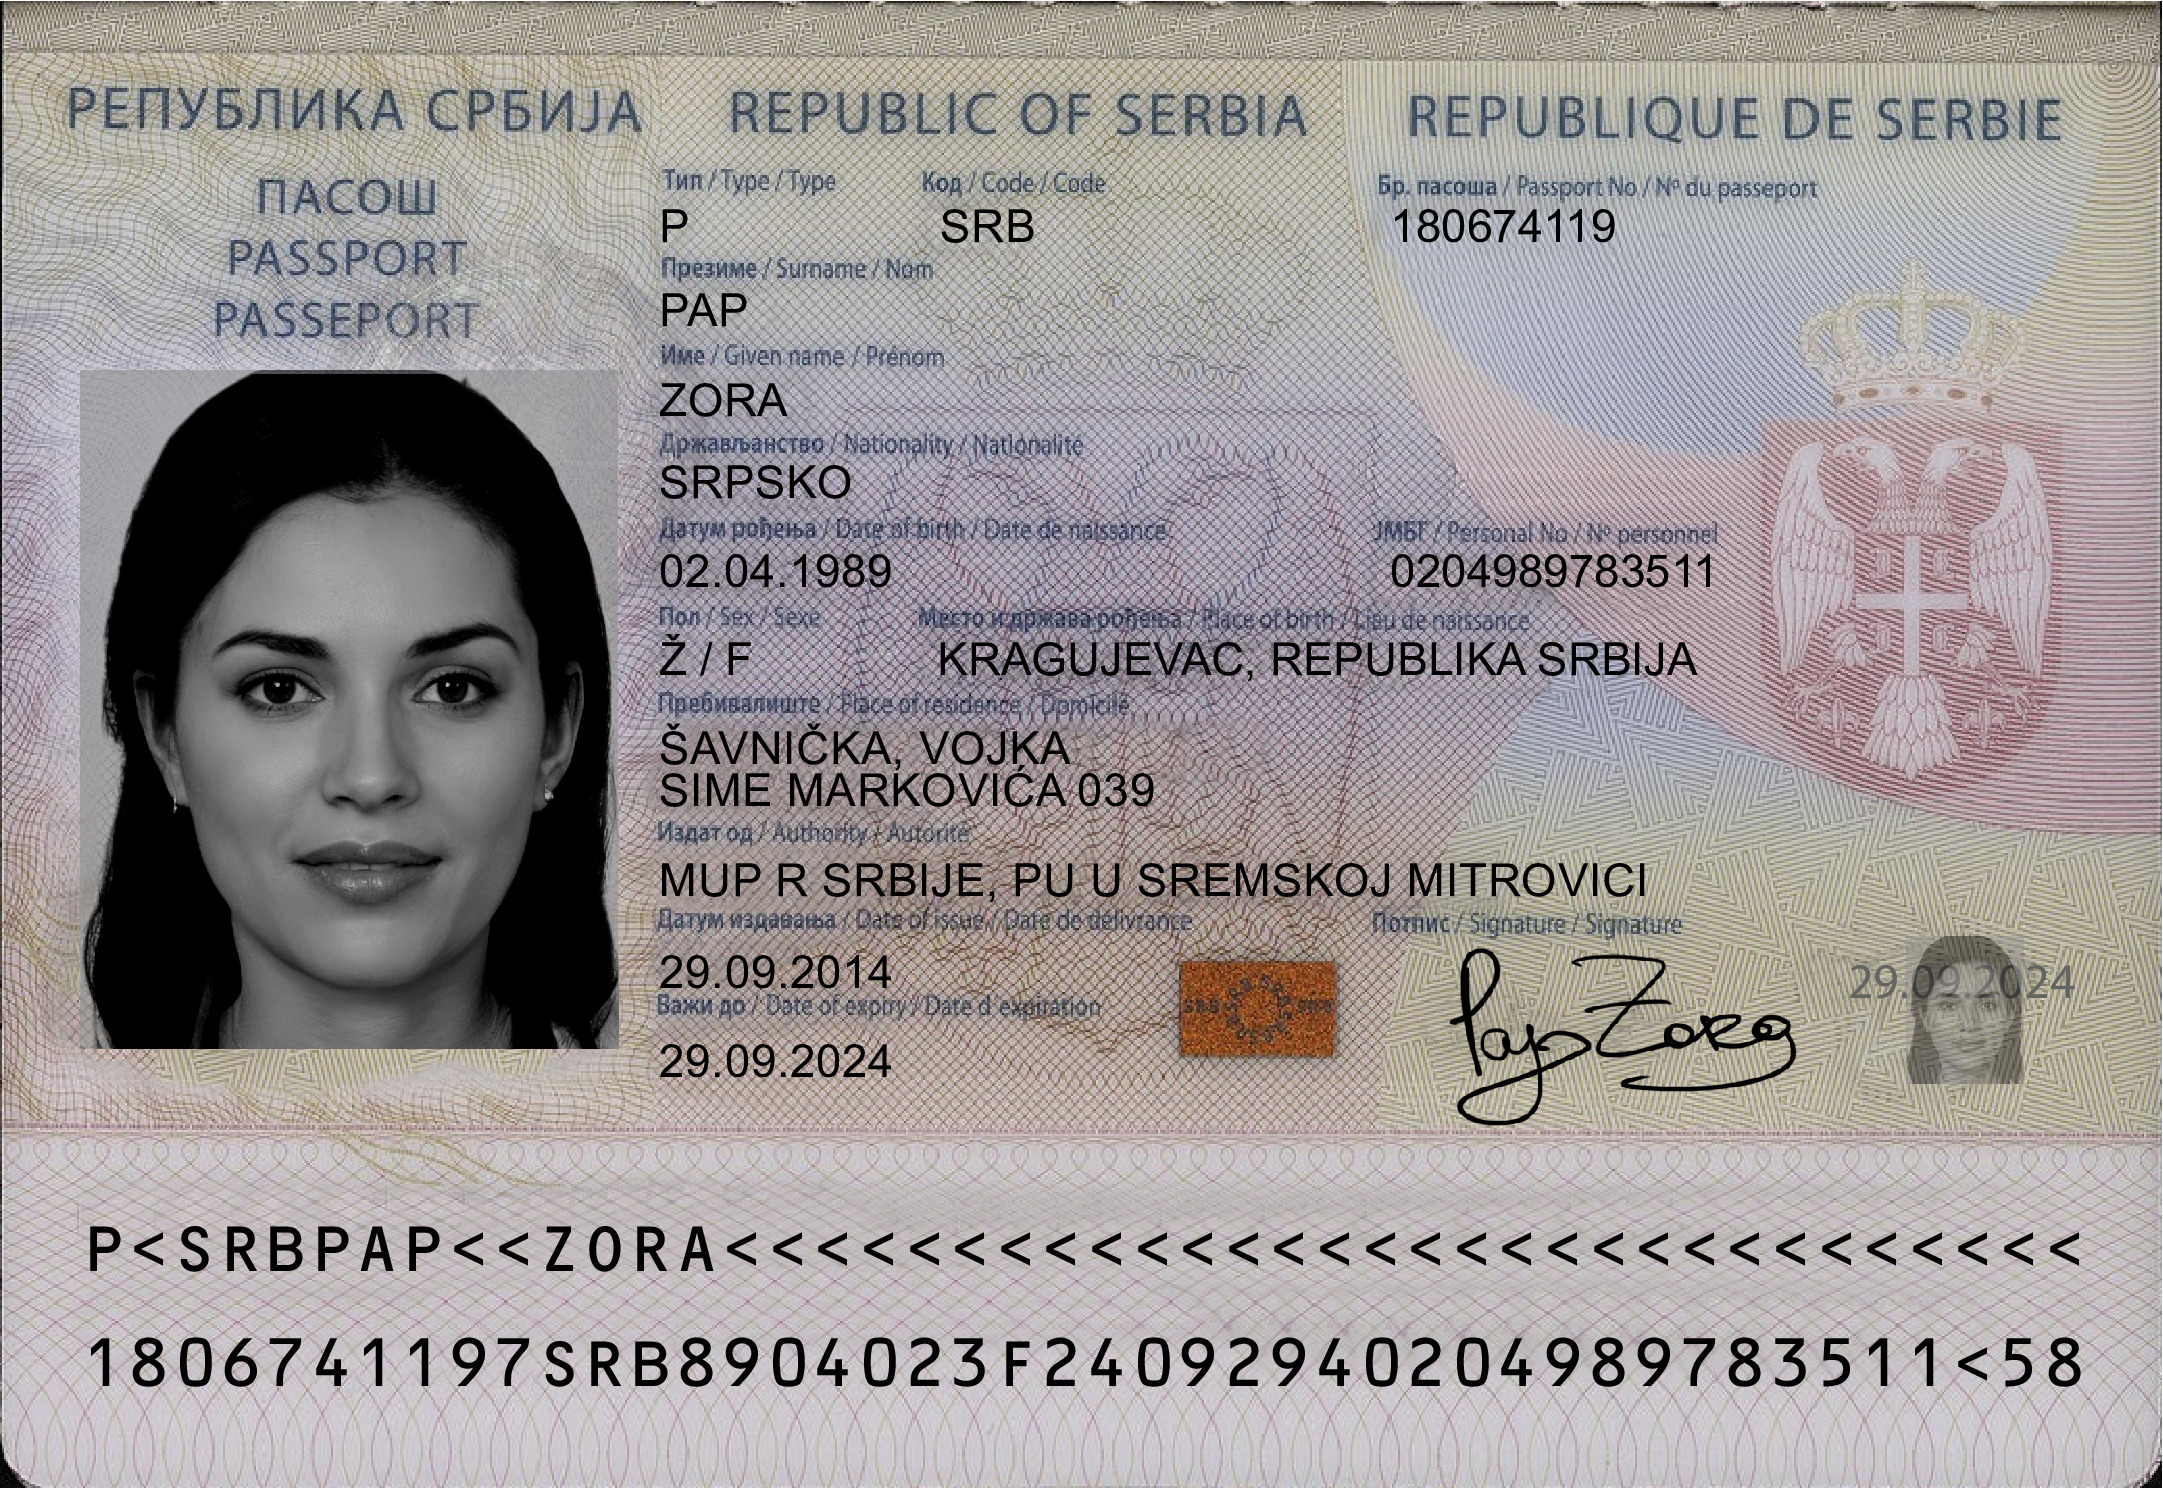 РЕПУБЛИКА СРБИЈА REPUBLIC OF SERBIA REPUBLIQUE DE SERBIE
ПАСОШ
PASSPORT
PASSEPORT
Тип / Type / Type Код / Code / Code Бр. пасоша / Passport No / Nº du passeport
P SRB 180674119
Презиме / Surname / Nom
PAP
Име / Given name / Prénom
ZORA
Држављанство / Nationality / Nationalité
SRPSKO
Датум рођења / Date of birth / Date de naissance ЈМБГ / Personal No / Nº personnel
02.04.1989 0204989783511
Пол / Sex / Sexe Место и држава рођења / Place of birth / Lieu de naissance
Ž / F KRAGUJEVAC, REPUBLIKA SRBIJA
Пребивалиште / Place of residence / Domicile
ŠAVNIČKA, VOJKA
SIME MARKOVIĆA 039
Издат од / Authority / Autorité
MUP R SRBIJE, PU U SREMSKOJ MITROVICI
Датум издавања / Date of issue / Date de délivrance Потпис / Signature / Signature
29.09.2014
Pap Zora
29.09.2024
Важи до / Date of expiry / Date d expiration
29.09.2024
P<SRBPAP<<ZORA<<<<<<<<<<<<<<<<<<<<<<<<<<<<<<
1806741197SRB8904023F24092940204989783511<58